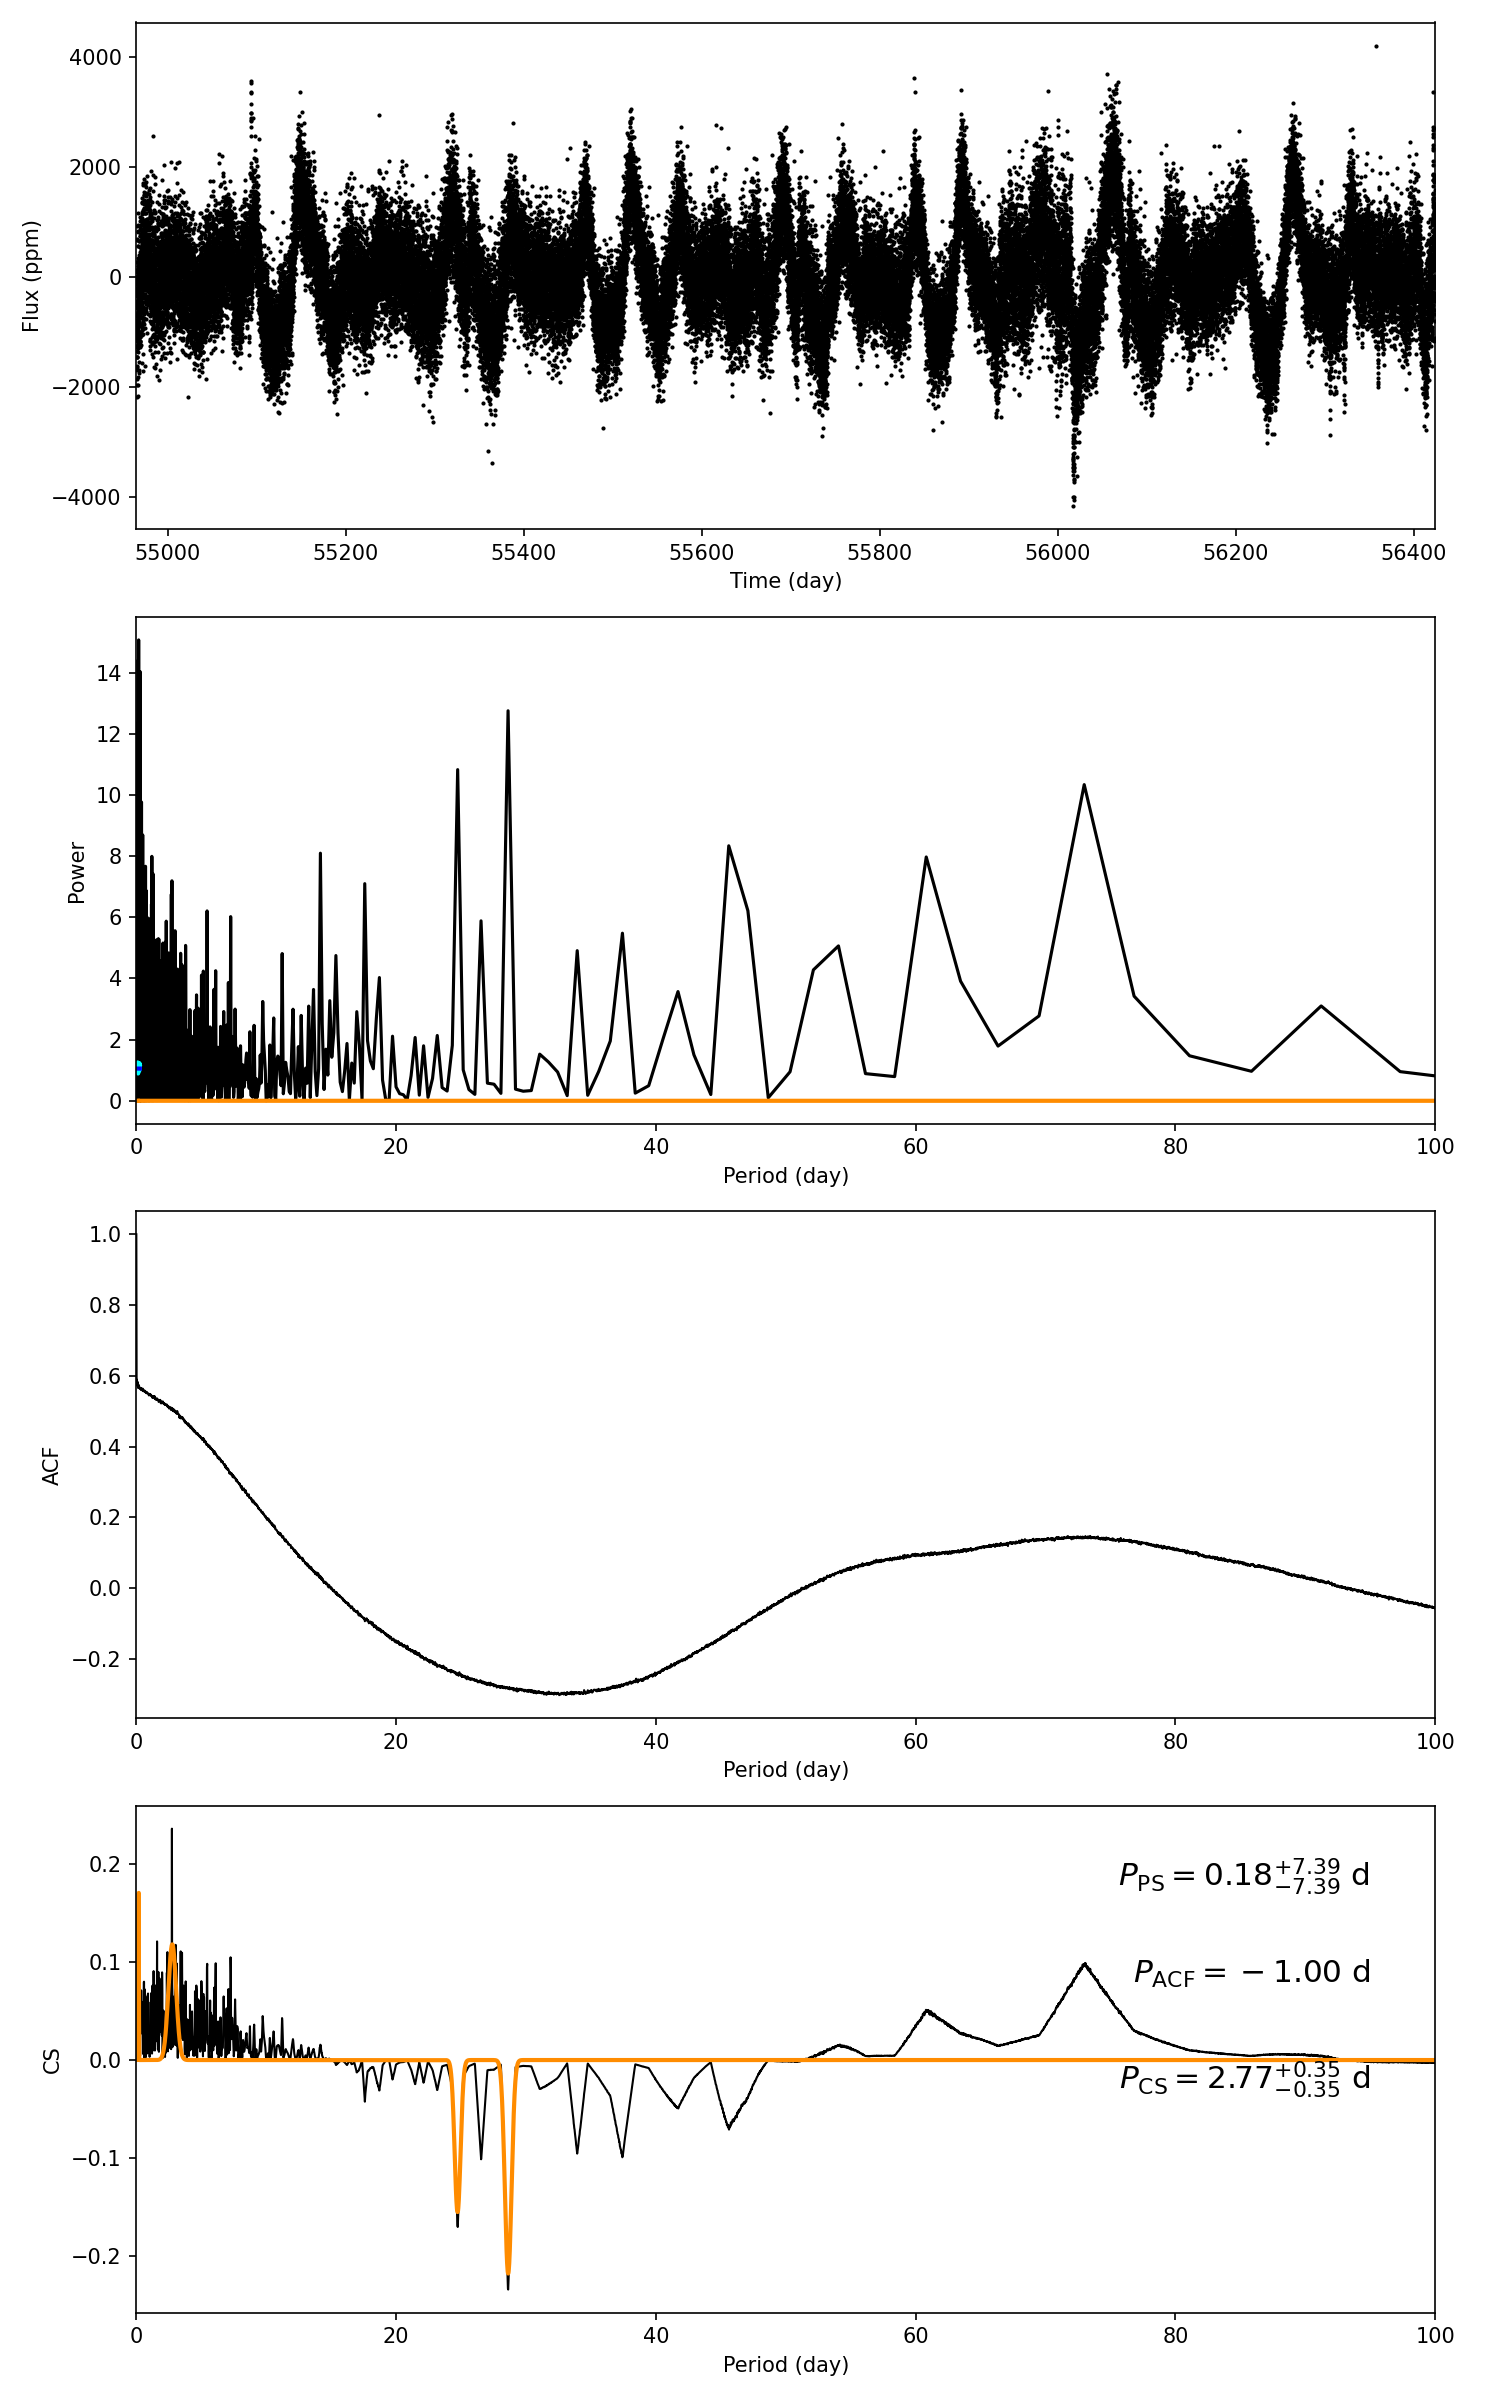 4000
2000
0
−2000
−4000
Flux (ppm)
55000 55200 55400 55600 55800 56000 56200 56400
Time (day)
14
12
10
8
6
4
2
0
Power
0 20 40 60 80 100
Period (day)
1.0
0.8
0.6
0.4
0.2
0.0
−0.2
ACF
0 20 40 60 80 100
Period (day)
0.2
0.1
0.0
−0.1
−0.2
CS
P_PS = 0.18^{+7.39}_{−7.39} d
P_ACF = −1.00 d
P_CS = 2.77^{+0.35}_{−0.35} d
0 20 40 60 80 100
Period (day)